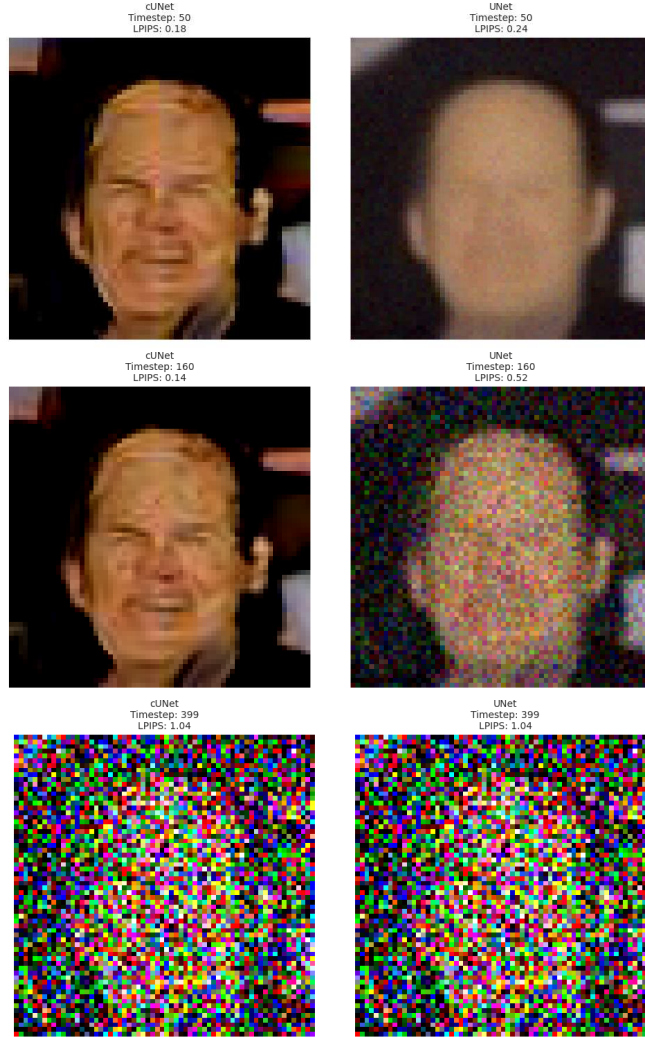 cUNet
Timestep: 50
LPIPS: 0.18
UNet
Timestep: 50
LPIPS: 0.24
cUNet
Timestep: 160
LPIPS: 0.14
UNet
Timestep: 160
LPIPS: 0.52
cUNet
Timestep: 399
LPIPS: 1.04
UNet
Timestep: 399
LPIPS: 1.04